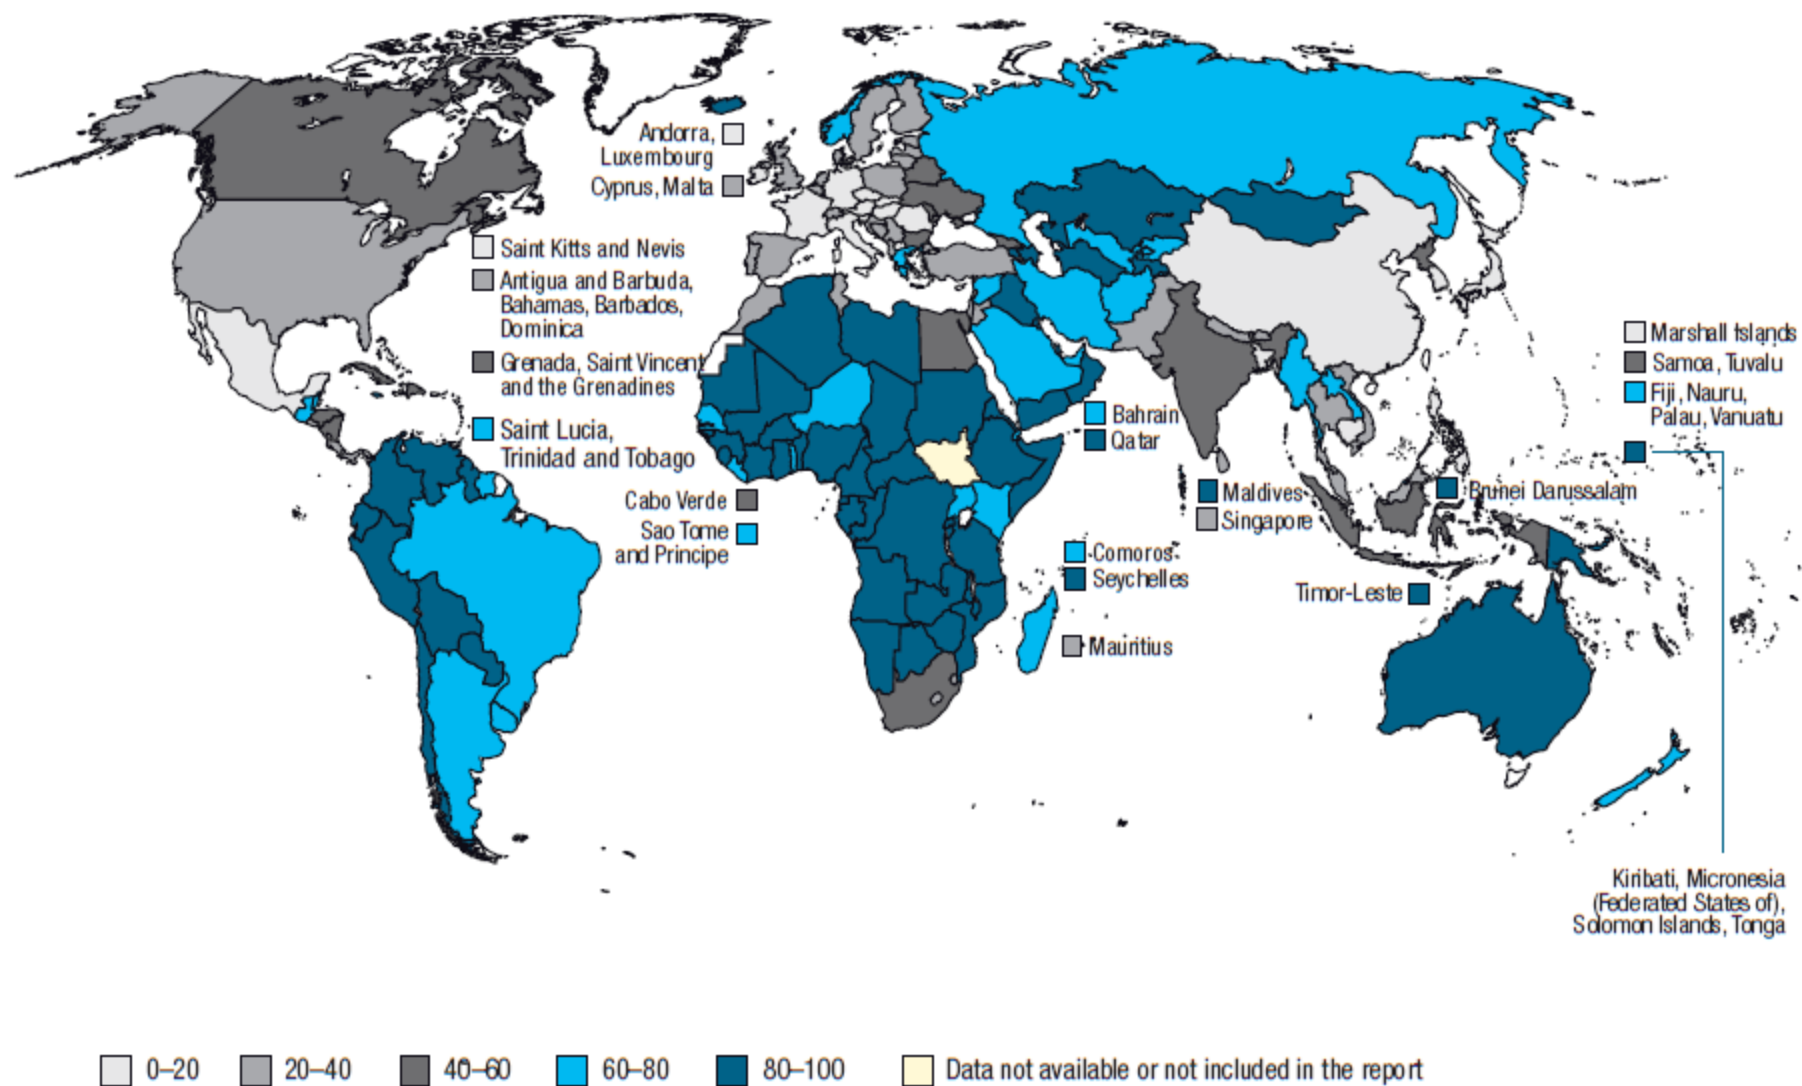 Andorra,
Luxembourg
Cyprus, Malta
Saint Kitts and Nevis
Antigua and Barbuda,
Bahamas, Barbados,
Dominica
Grenada, Saint Vincent
and the Grenadines
Saint Lucia,
Trinidad and Tobago
Cabo Verde
Sao Tome
and Principe
Bahrain
Qatar
Comoros
Seychelles
Mauritius
Maldives
Singapore
Brunei Darussalam
Timor-Leste
Marshall Islands
Samoa, Tuvalu
Fiji, Nauru,
Palau, Vanuatu
Kiribati, Micronesia
(Federated States of),
Solomon Islands, Tonga
0–20
20–40
40–60
60–80
80–100
Data not available or not included in the report